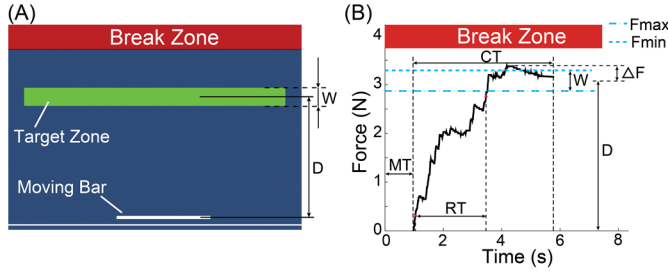 (A)
Break Zone
W
Target Zone
D
Moving Bar
(B)
Fmax
Fmin
Break Zone
CT
ΔF
W
D
MT
RT
Force (N)
4
3
2
1
0
0 2 4 6 8
Time (s)